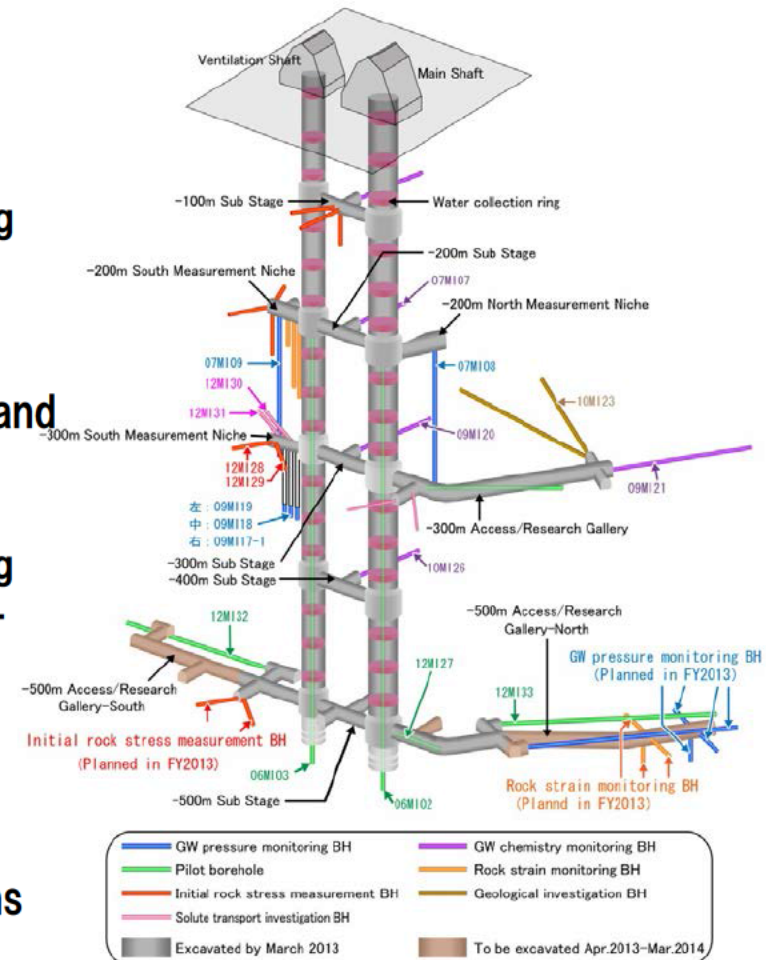 Ventilation Shaft
Main Shaft
-100m Sub Stage
Water collection ring
g
-200m Sub Stage
-200m South Measurement Niche
07MI07
-200m North Measurement Niche
07MI09
07MI08
12MI30
10MI23
12MI31
and
-300m South Measurement Niche
09MI20
12MI28
12MI29
09MI21
左：09MI19
中：09MI18
右：09MI17-1
-300m Access/Research Gallery
-300m Sub Stage
g
-400m Sub Stage
10MI26
-500m Access/Research
Gallery-North
12MI32
GW pressure monitoring BH
(Planned in FY2013)
12MI27
12MI33
-500m Access/Research
Gallery-South
Initial rock stress measurement BH
(Planned in FY2013)
06MI03
Rock strain monitoring BH
(Plannd in FY2013)
-500m Sub Stage
06MI02
GW pressure monitoring BH
GW chemistry monitoring BH
Pilot borehole
Rock strain monitoring BH
Initial rock stress measurement BH
Geological investigation BH
ns
Solute transport investigation BH
Excavated by March 2013
To be excavated Apr.2013-Mar.2014